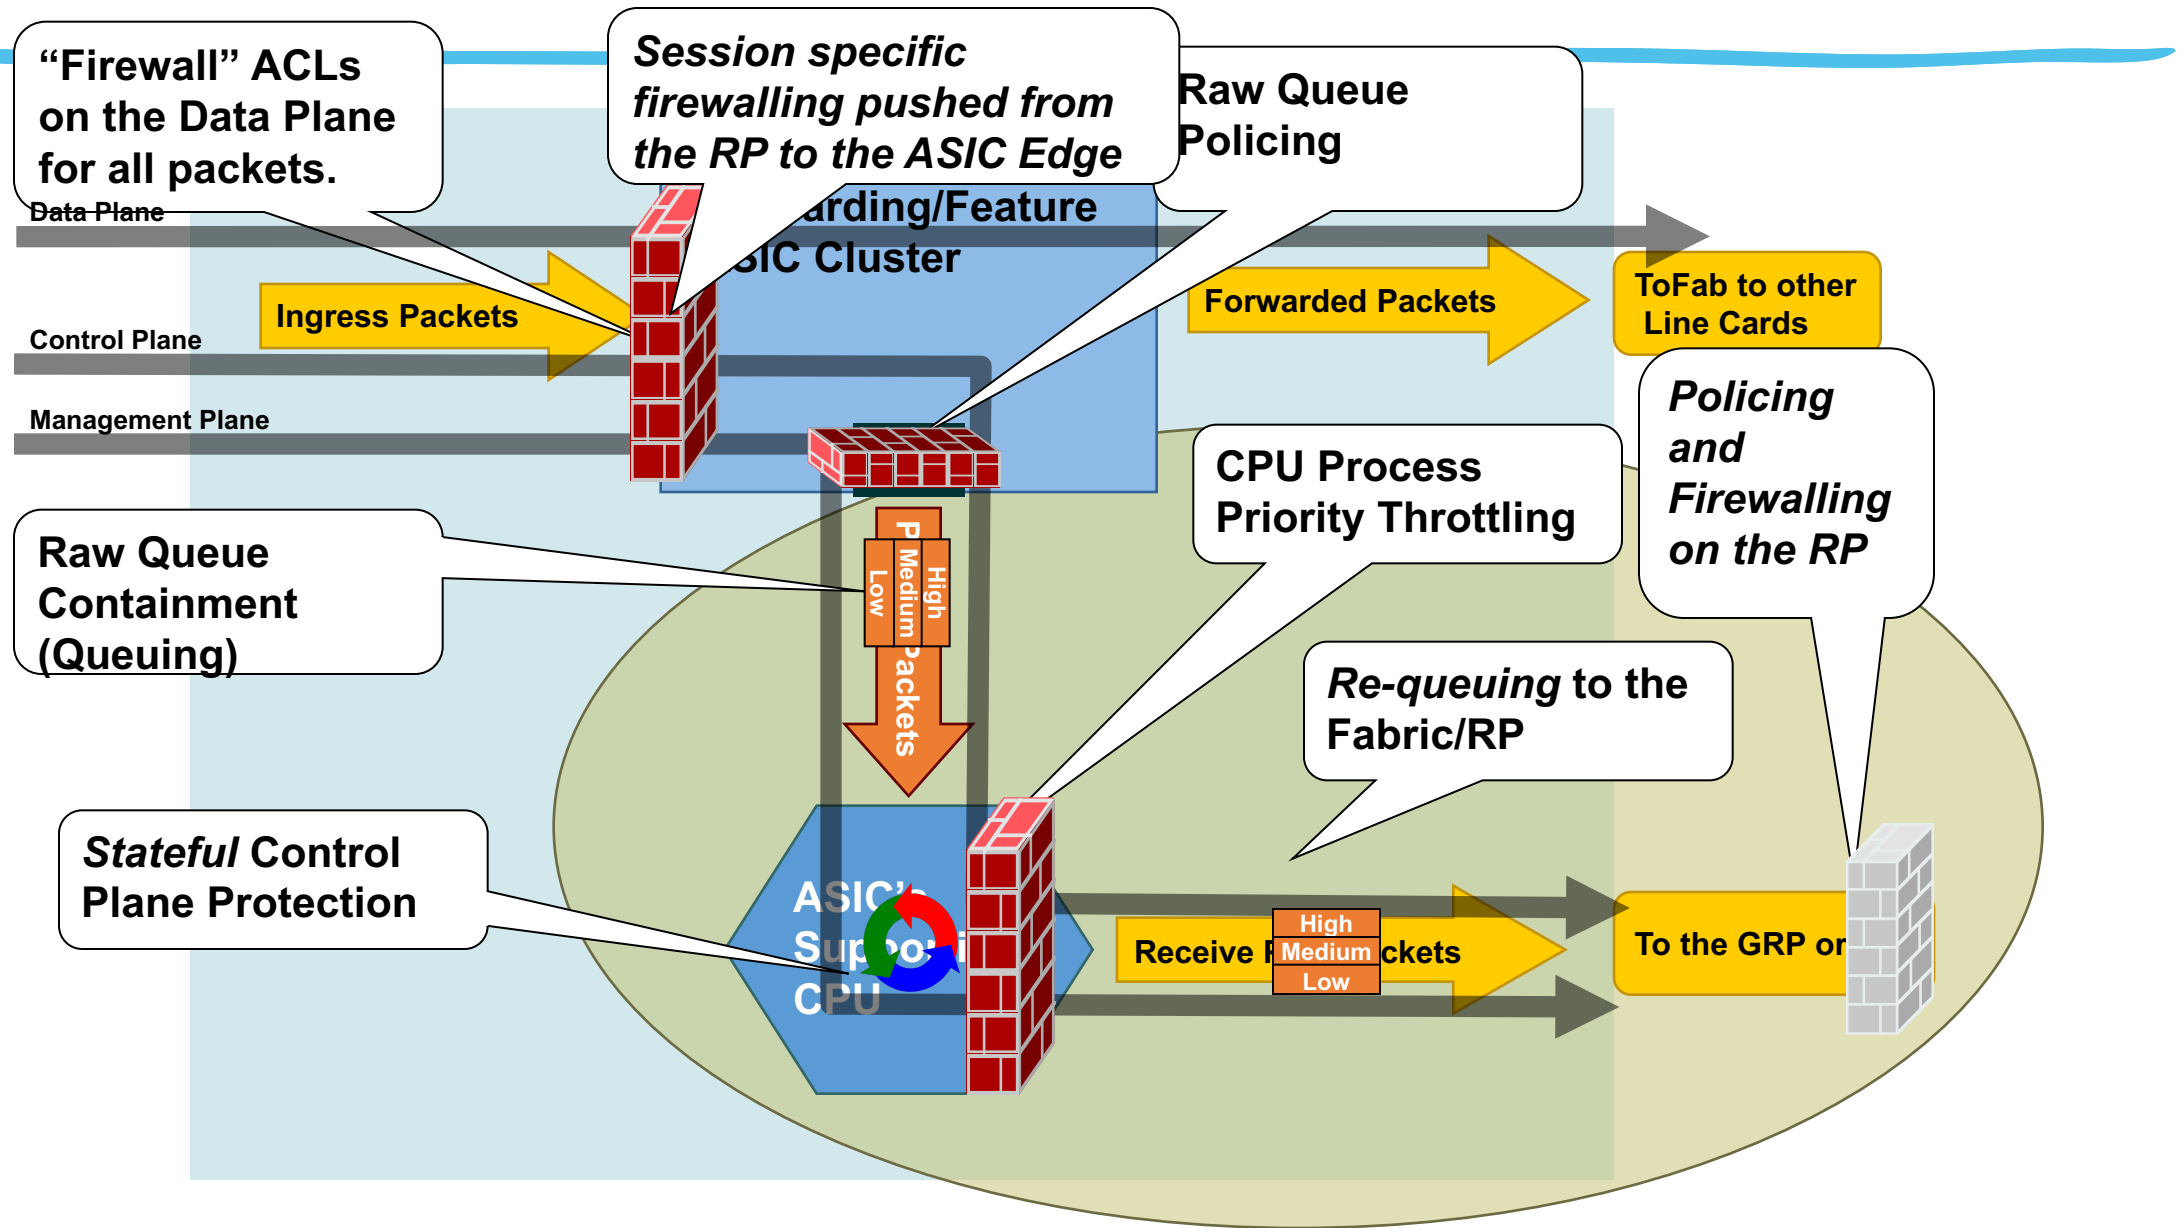 “Firewall” ACLs
on the Data Plane
for all packets.
Session specific
firewalling pushed from
the RP to the ASIC Edge
Raw Queue
Policing
Data Plane
arding/Feature
SIC Cluster
Ingress Packets
Forwarded Packets
ToFab to other
Line Cards
Control Plane
Management Plane
Policing
and
Firewalling
on the RP
CPU Process
Priority Throttling
Raw Queue
Containment
(Queuing)
High
Medium
Low
P
Packets
Re-queuing to the
Fabric/RP
Stateful Control
Plane Protection
ASIC’s
Supporti
CPU
Receive P
ckets
High
Medium
Low
To the GRP or